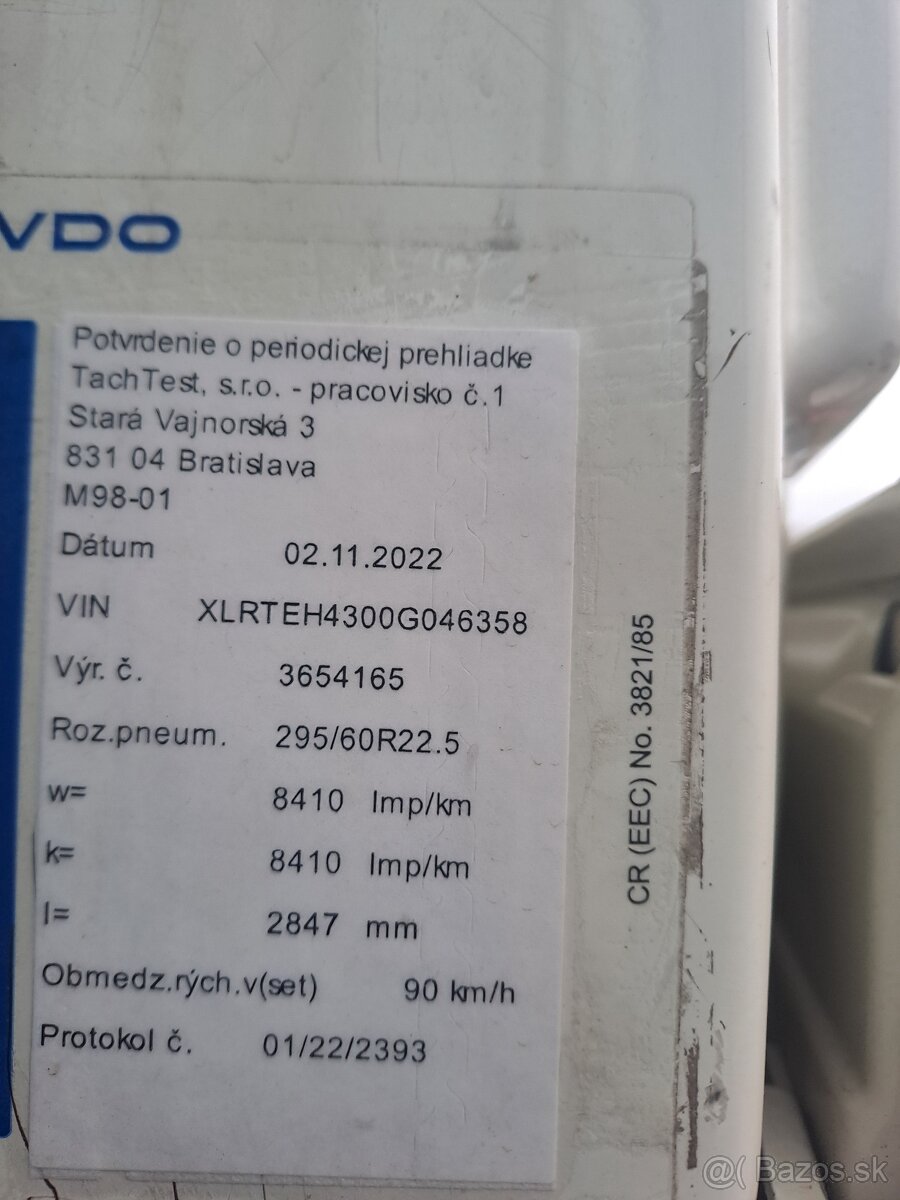 VDO
Potvrdenie o periodickej prehliadke
TachTest, s.r.o. - pracovisko č.1
Stará Vajnorská 3
831 04 Bratislava
M98-01
Dátum 02.11.2022
VIN XLRTEH4300G046358
Výr. č. 3654165
Roz.pneum. 295/60R22.5
w= 8410 Imp/km
k= 8410 Imp/km
l= 2847 mm
Obmedz.rých.v(set) 90 km/h
Protokol č. 01/22/2393
CR (EEC) No. 3821/85
@( Bazos.sk